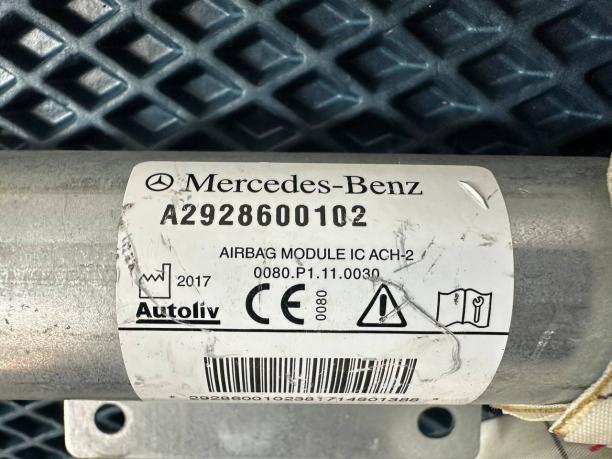 Mercedes-Benz
A2928600102
AIRBAG MODULE IC ACH-2
0080.P1.11.0030
2017
Autoliv
CE
0080